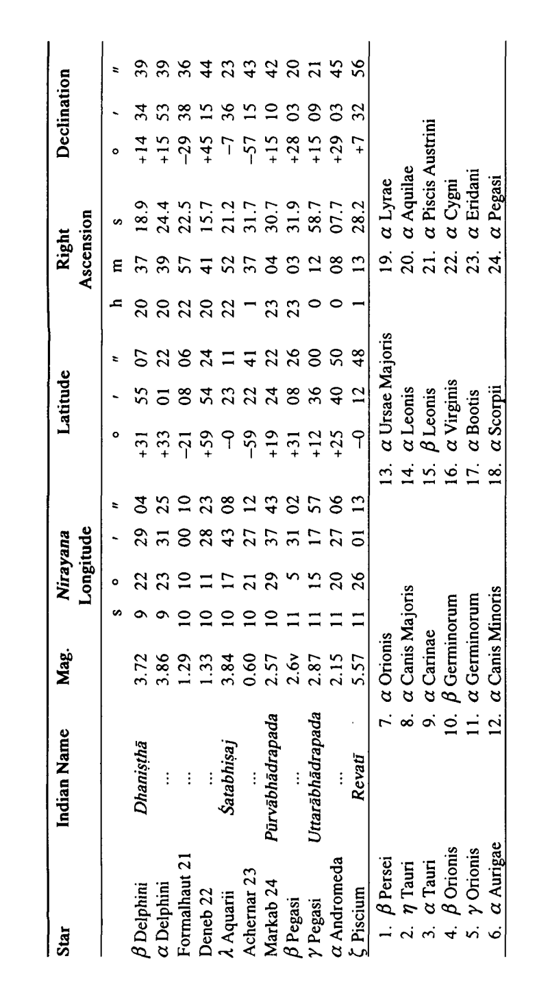 Star Indian Name Mag. Nirayana Longitude Latitude Right Ascension Declination
s ° ′ ″ ° ′ ″ h m s ° ′ ″
β Delphini Dhaniṣṭhā 3.72 9 22 29 04 +31 55 07 20 37 18.9 +14 34 39
α Delphini ... 3.86 9 23 31 25 +33 01 22 20 39 24.4 +15 53 39
Formalhaut 21 ... 1.29 10 10 00 10 −21 08 06 22 57 22.5 −29 38 36
Deneb 22 ... 1.33 10 11 28 23 +59 54 24 20 41 15.7 +45 15 44
λ Aquarii Śatabhiṣaj 3.84 10 17 43 08 −0 23 11 22 52 21.2 −7 36 23
Achernar 23 ... 0.60 10 21 27 12 −59 22 41 1 37 31.7 −57 15 43
Markab 24 Pūrvābhādrapada 2.57 10 29 37 43 +19 24 22 23 04 30.7 +15 10 42
β Pegasi ... 2.6v 11 5 31 02 +31 08 26 23 03 31.9 +28 03 20
γ Pegasi Uttarābhādrapada 2.87 11 15 17 57 +12 36 00 0 12 58.7 +15 09 21
α Andromeda ... 2.15 11 20 27 06 +25 40 50 0 08 07.7 +29 03 45
ζ Piscium Revatī 5.57 11 26 01 13 −0 12 48 1 13 28.2 +7 32 56
1. β Persei 7. α Orionis 13. α Ursae Majoris 19. α Lyrae
2. η Tauri 8. α Canis Majoris 14. α Leonis 20. α Aquilae
3. α Tauri 9. α Carinae 15. β Leonis 21. α Piscis Austrini
4. β Orionis 10. β Germinorum 16. α Virginis 22. α Cygni
5. γ Orionis 11. α Germinorum 17. α Bootis 23. α Eridani
6. α Aurigae 12. α Canis Minoris 18. α Scorpii 24. α Pegasi